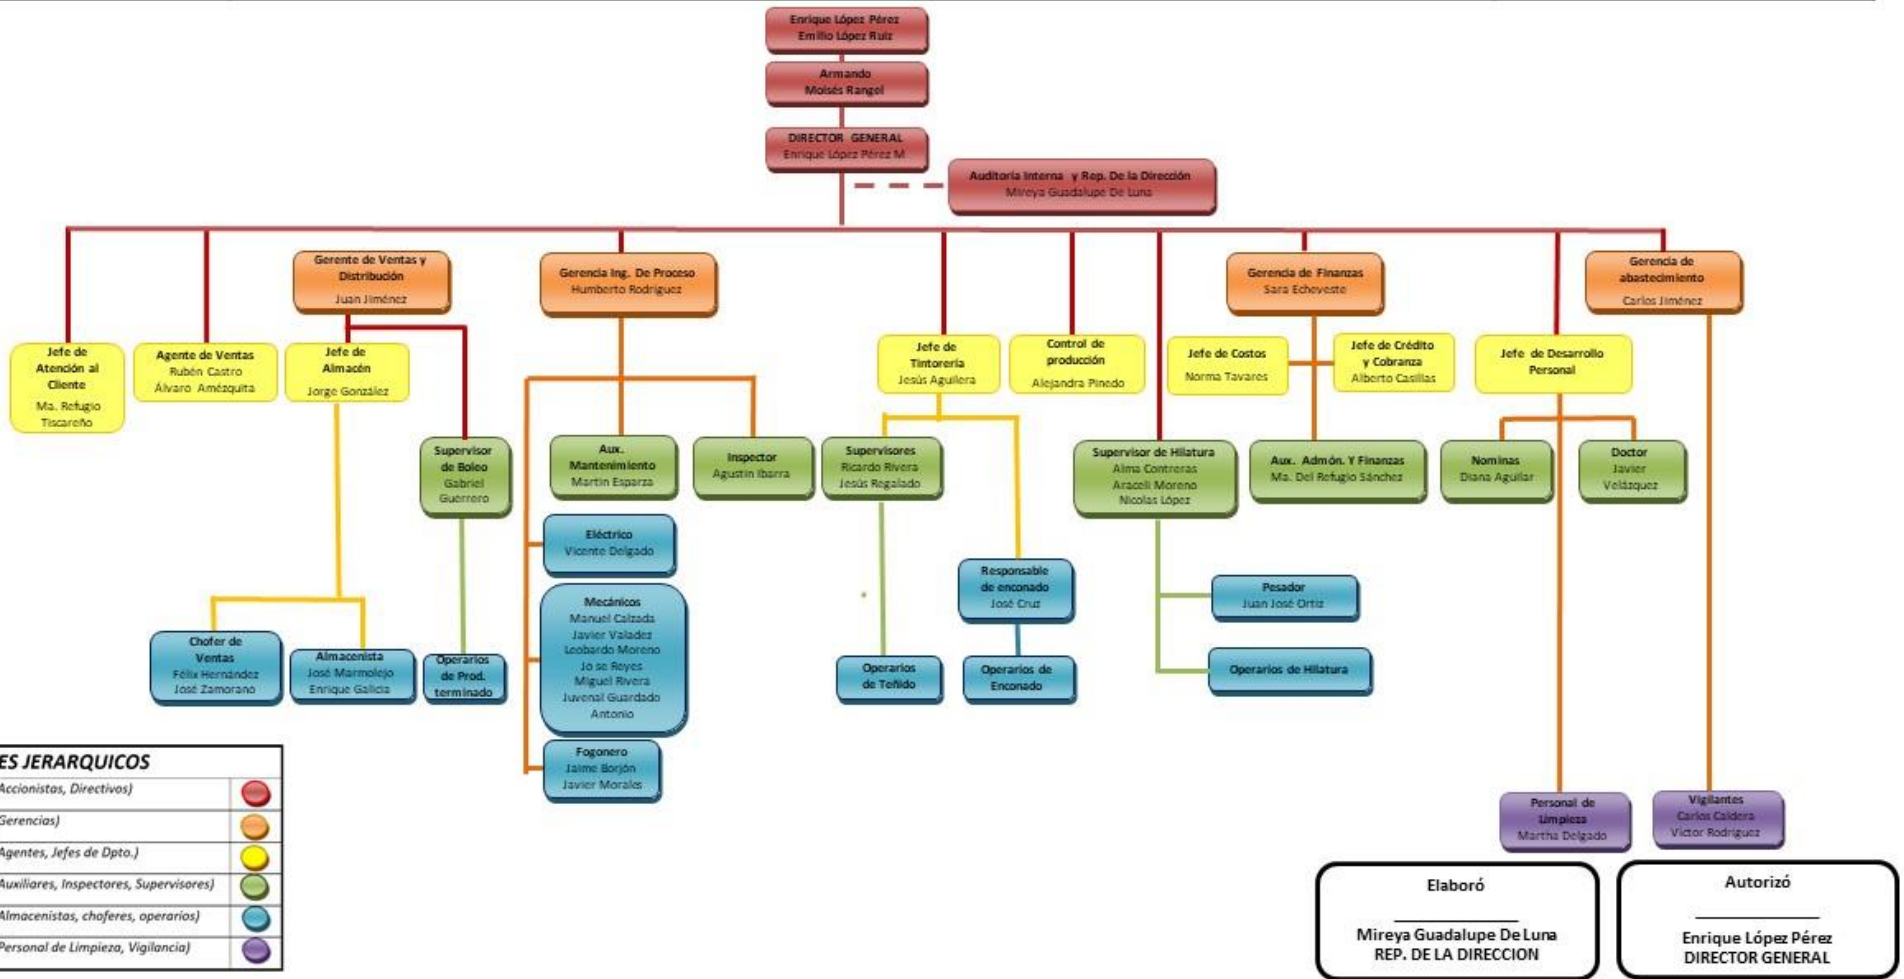 Enrique López Pérez
Emilio López Ruiz
Armando
Moisés Rangel
DIRECTOR GENERAL
Enrique López Pérez M
Auditoría Interna y Rep. De la Dirección
Mireya Guadalupe De Luna
Gerente de Ventas y
Distribución
Juan Jiménez
Gerencia Ing. De Proceso
Humberto Rodríguez
Gerencia de Finanzas
Sara Echeveste
Gerencia de
abastecimiento
Carlos Jiménez
Jefe de
Atención al
Cliente
Ma. Refugio
Tiscareño
Agente de Ventas
Rubén Castro
Álvaro Amézquita
Jefe de
Almacén
Jorge González
Jefe de
Tintorería
Jesús Aguilera
Control de
producción
Alejandra Pinedo
Jefe de Costos
Norma Tavares
Jefe de Crédito
y Cobranza
Alberto Casillas
Jefe de Desarrollo
Personal
Supervisor
de Boleo
Gabriel
Guerrero
Aux.
Mantenimiento
Martín Esparza
Inspector
Agustín Ibarra
Supervisores
Ricardo Rivera
Jesús Regalado
Supervisor de Hilatura
Alma Contreras
Araceli Moreno
Nicolas López
Aux. Admón. Y Finanzas
Ma. Del Refugio Sánchez
Nominas
Diana Aguilar
Doctor
Javier
Velázquez
Eléctrico
Vicente Delgado
Mecánicos
Manuel Calzada
Javier Valadez
Leobardo Moreno
Jo se Reyes
Miguel Rivera
Juvenal Guardado
Antonio
Fogonero
Jaime Borjón
Javier Morales
Responsable
de enconado
José Cruz
Pesador
Juan José Ortiz
Operarios de Hilatura
Chofer de
Ventas
Félix Hernández
José Zamorano
Almacenista
José Marmolejo
Enrique Galicia
Operarios
de Prod.
terminado
Operarios
de Teñido
Operarios de
Enconado
Personal de
Limpieza
Martha Delgado
Vigilantes
Carlos Caldera
Victor Rodriguez
ES JERARQUICOS
Accionistas, Directivos)
Gerencias)
Agentes, Jefes de Dpto.)
Auxiliares, Inspectores, Supervisores)
Almacenistas, choferes, operarios)
Personal de Limpieza, Vigilancia)
Elaboró
Mireya Guadalupe De Luna
REP. DE LA DIRECCION
Autorizó
Enrique López Pérez
DIRECTOR GENERAL